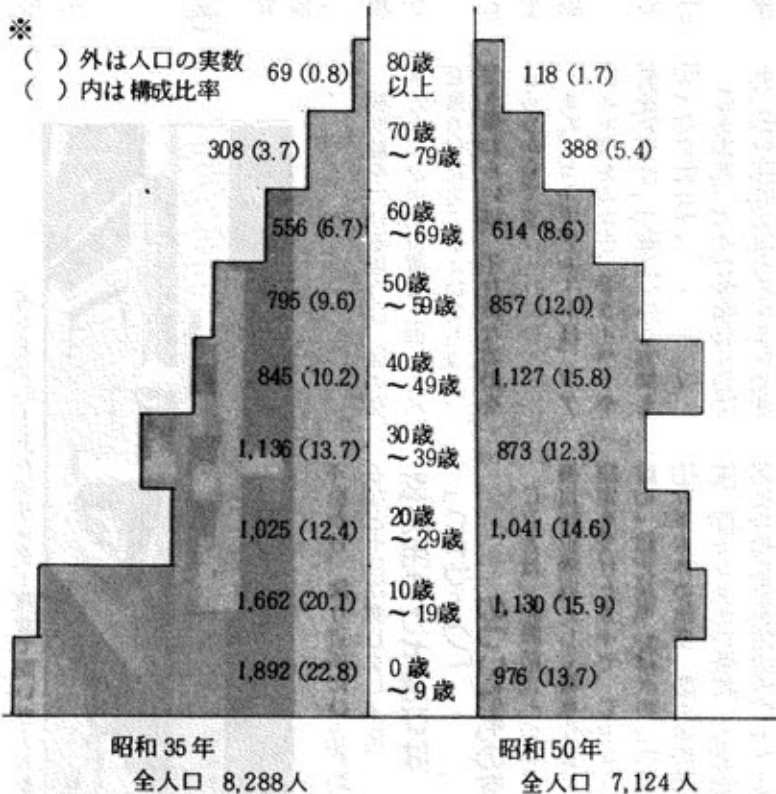 ※
( ) 外は人口の実数
( ) 内は構成比率
69 (0.8) 80歳以上 118 (1.7)
308 (3.7) 70歳～79歳 388 (5.4)
556 (6.7) 60歳～69歳 614 (8.6)
795 (9.6) 50歳～59歳 857 (12.0)
845 (10.2) 40歳～49歳 1,127 (15.8)
1,136 (13.7) 30歳～39歳 873 (12.3)
1,025 (12.4) 20歳～29歳 1,041 (14.6)
1,662 (20.1) 10歳～19歳 1,130 (15.9)
1,892 (22.8) 0歳～9歳 976 (13.7)
昭和35年 昭和50年
全人口 8,288人 全人口 7,124人